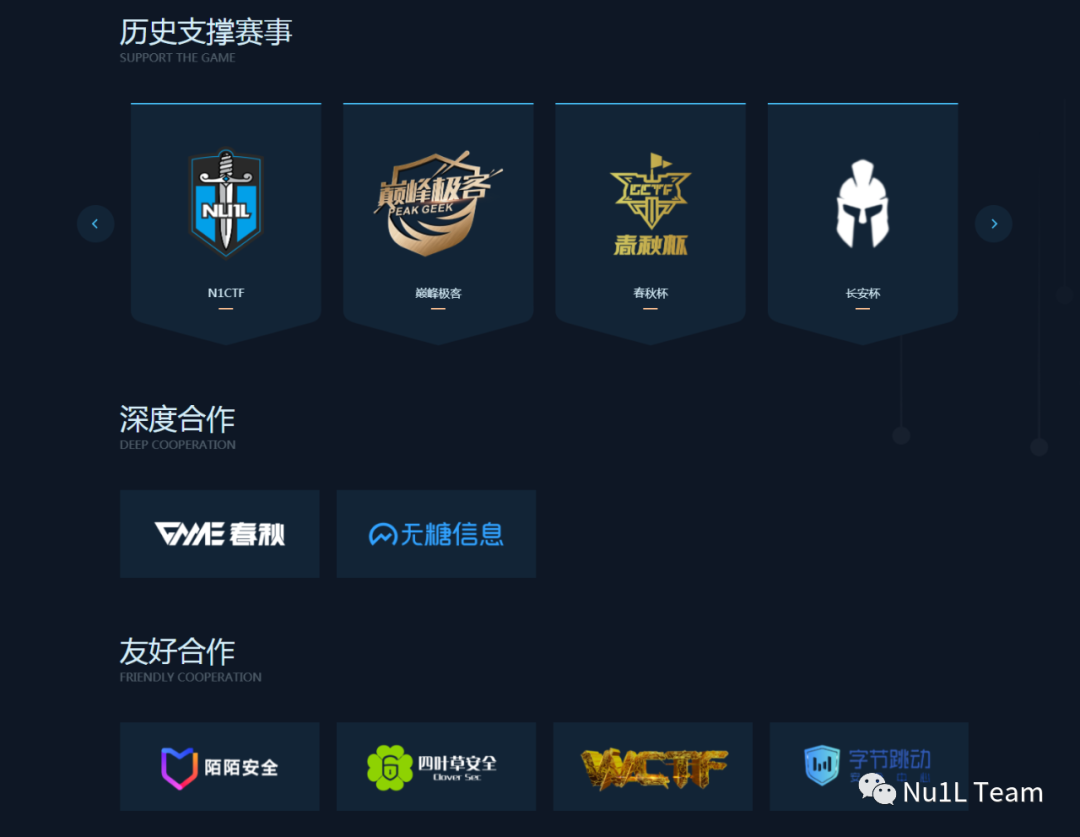 历史支撑赛事
SUPPORT THE GAME
NU1L
巅峰极客
PEAK GEEK
GCTF
春秋杯
N1CTF
巅峰极客
春秋杯
长安杯
深度合作
DEEP COOPERATION
GAME 春秋
无糖信息
友好合作
FRIENDLY COOPERATION
陌陌安全
四叶草安全
Clover Sec
WCTF
字节跳动
Nu1L Team